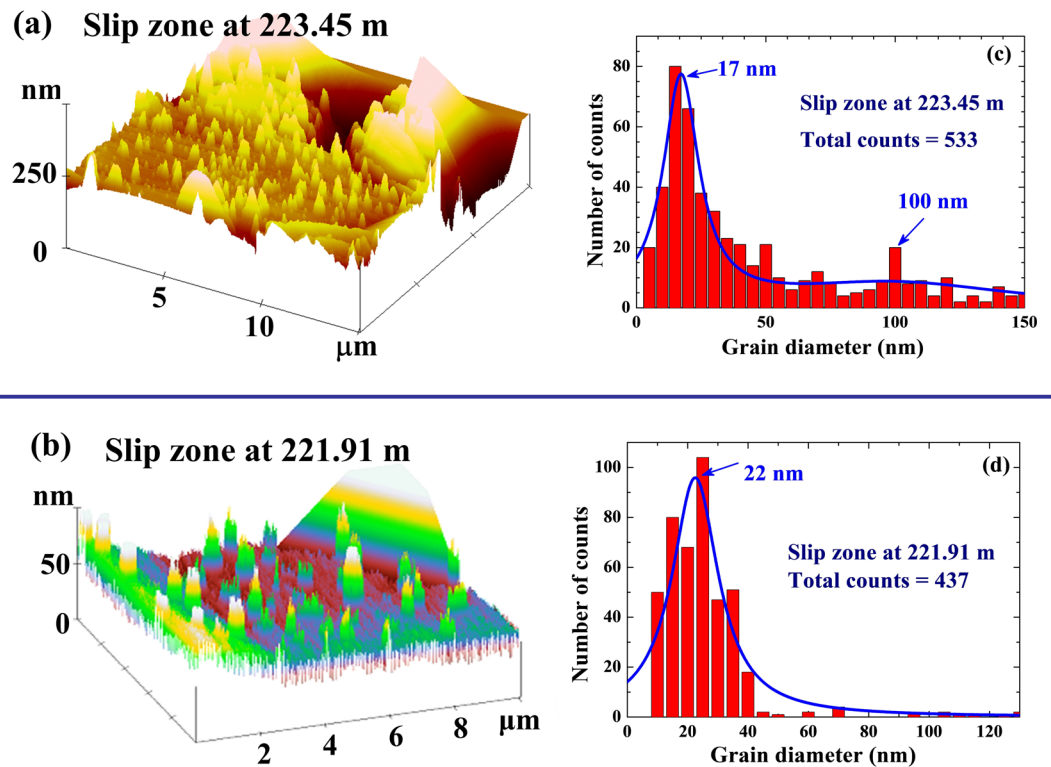 (a) Slip zone at 223.45 m
nm
250
0
5
10
μm
(c)
17 nm
Slip zone at 223.45 m
Total counts = 533
100 nm
Number of counts
80
60
40
20
0
0 50 100 150
Grain diameter (nm)
(b) Slip zone at 221.91 m
nm
50
0
2 4 6 8 μm
(d)
22 nm
Slip zone at 221.91 m
Total counts = 437
Number of counts
100
80
60
40
20
0
0 20 40 60 80 100 120
Grain diameter (nm)